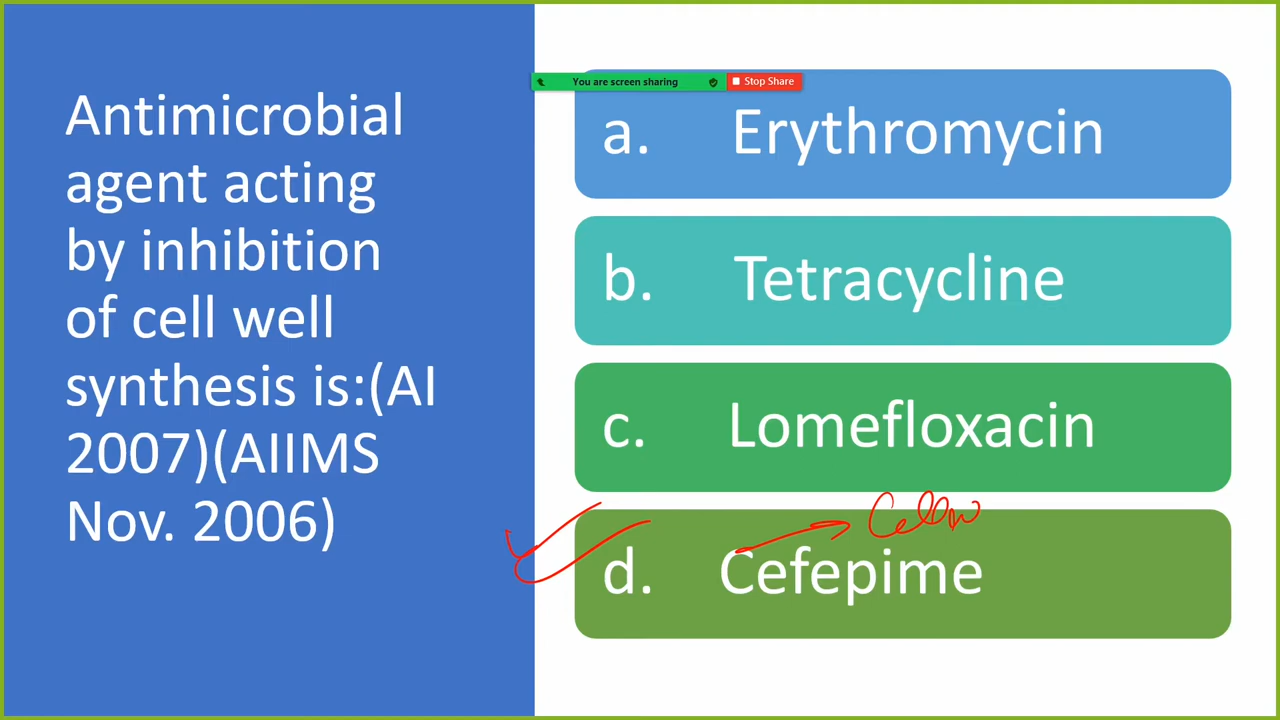 You are screen sharing Stop Share
Antimicrobial
agent acting
by inhibition
of cell well
synthesis is:(AI
2007)(AIIMS
Nov. 2006)
a. Erythromycin
b. Tetracycline
c. Lomefloxacin
Cellw
d. Cefepime